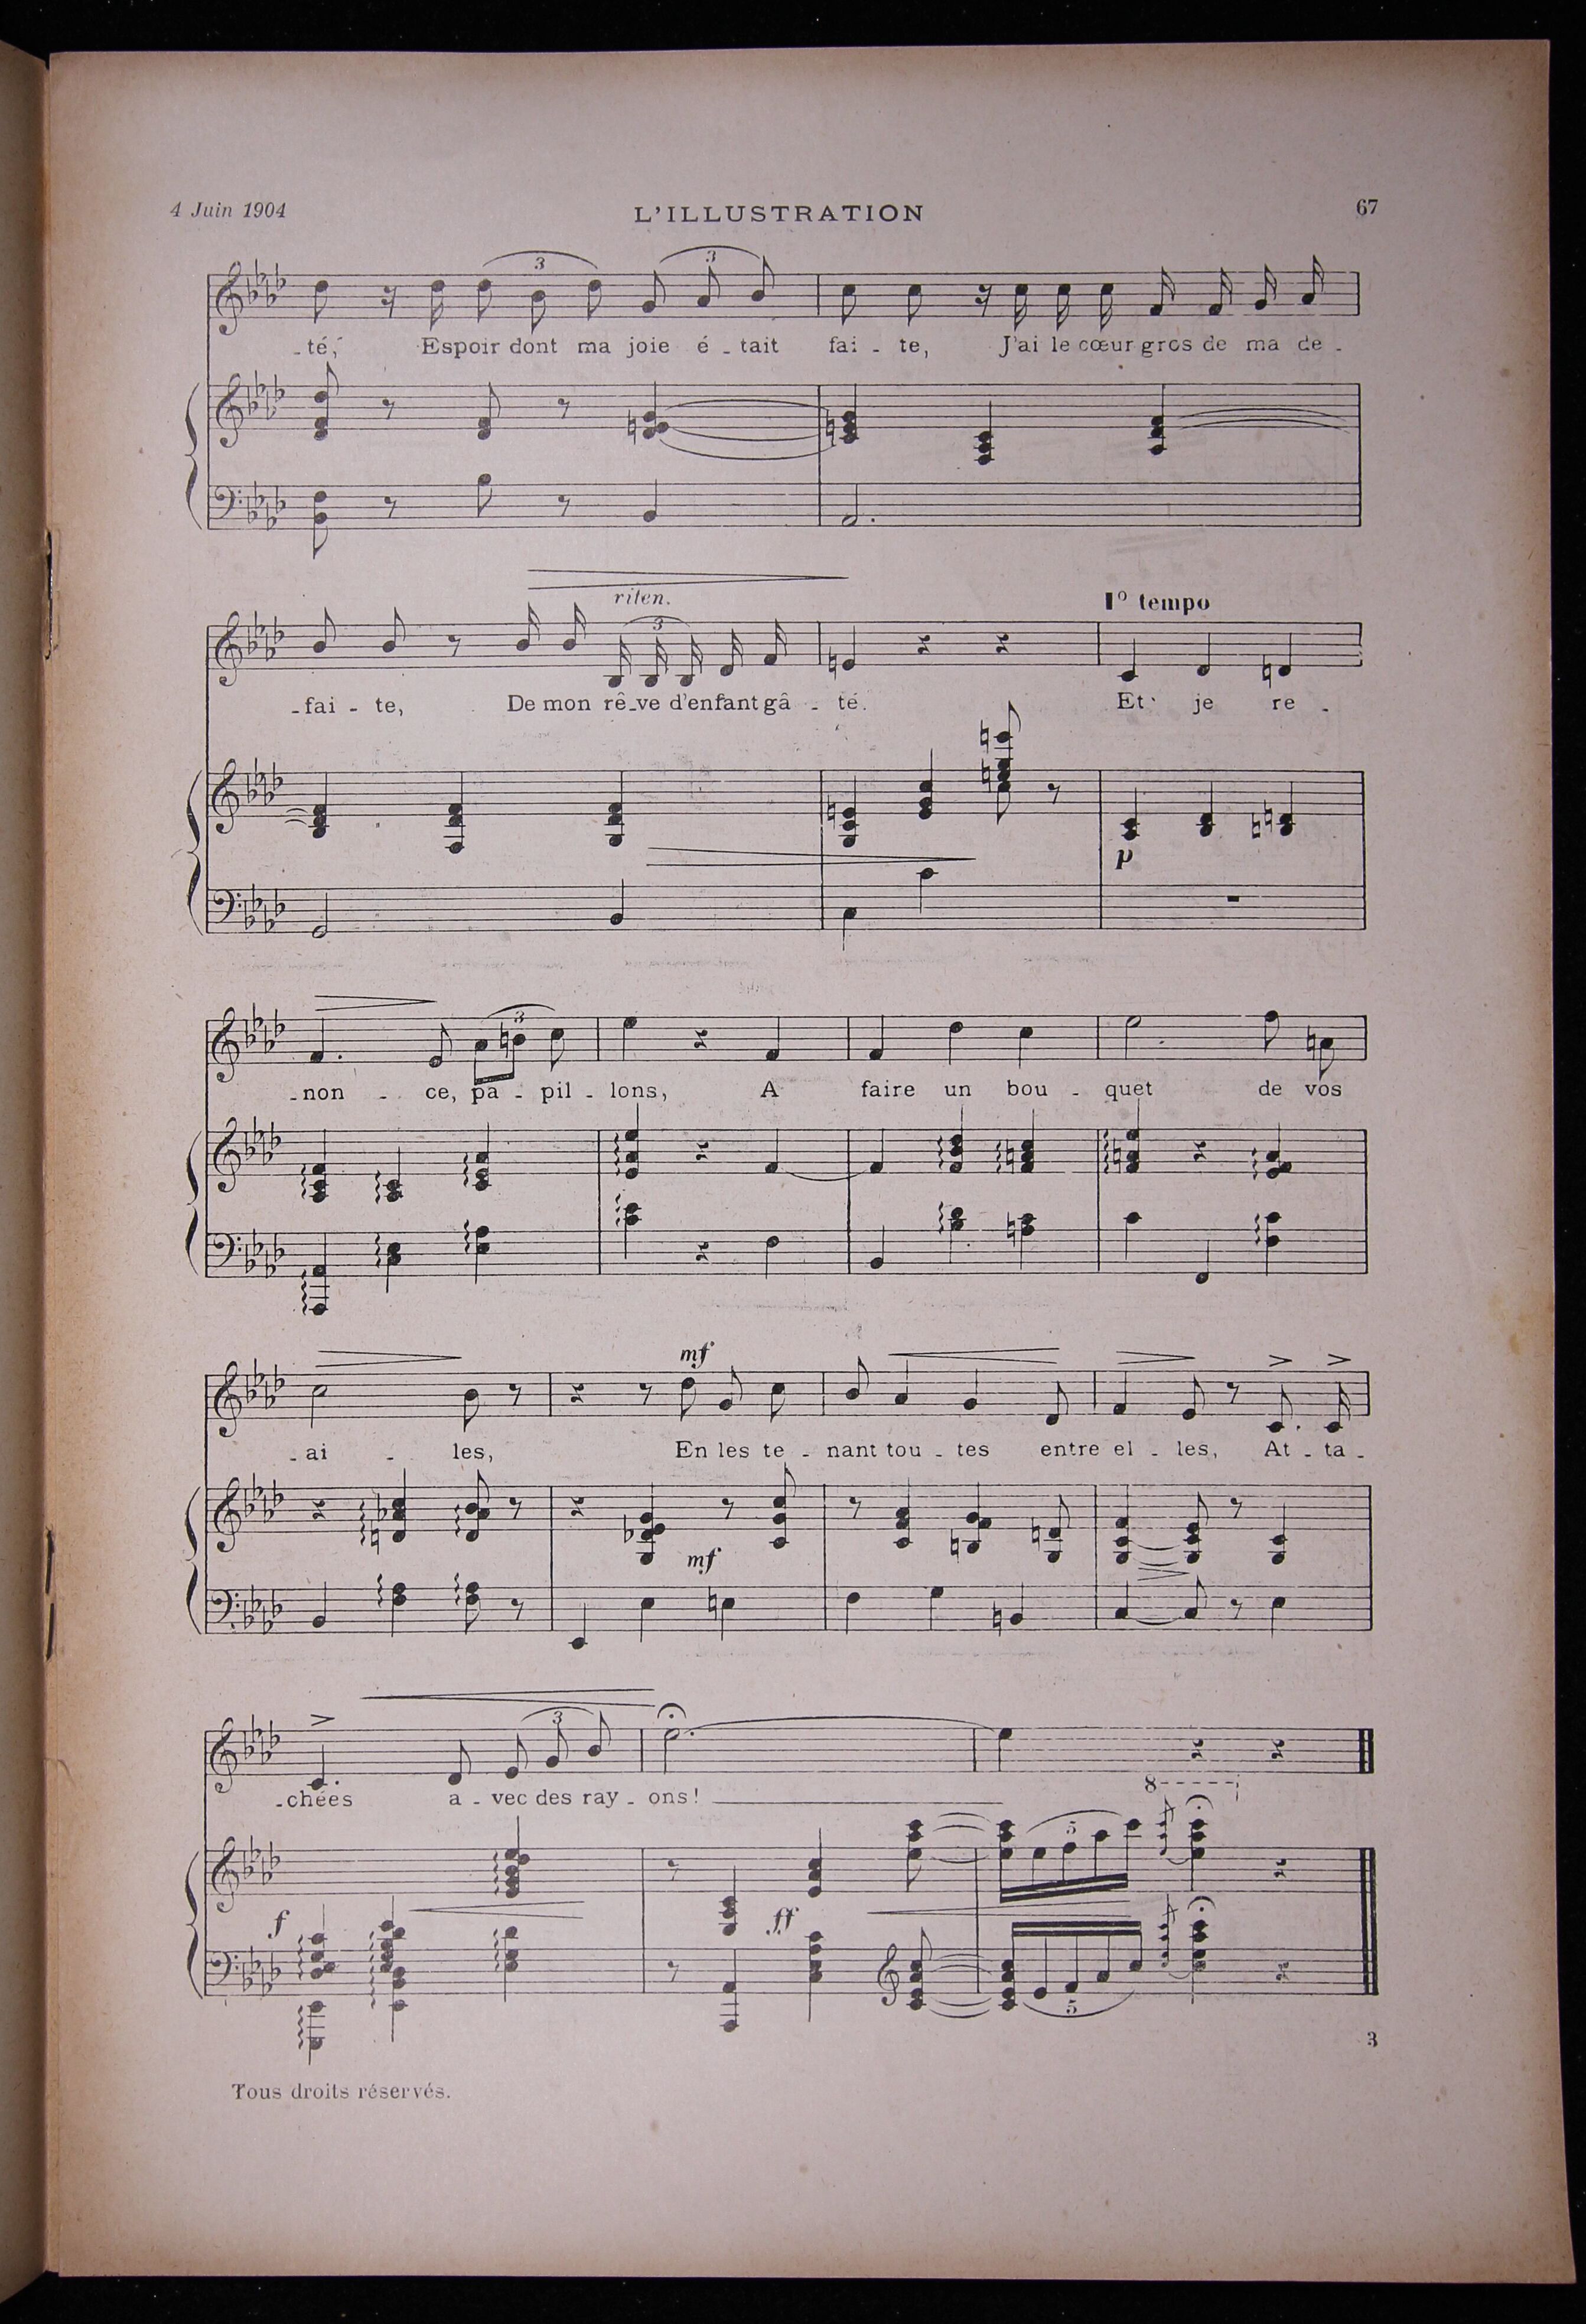 4 Juin 1904 L'ILLUSTRATION 67
3 3
- té, Espoir dont ma joie é - tait fai - te, J'ai le cœur gros de ma dé -
riten. 1º tempo
3
- fai - te, De mon rê - ve d'enfant gâ - té. Et je re -
p
3
- non - ce, pa - pil - lons, A faire un bou - quet de vos
mf
- ai - les, En les te - nant tou - tes entre el - les, At - ta -
mf
3
- chées a - vec des ray - ons!
8
5
f ff
5
3
Tous droits réservés.